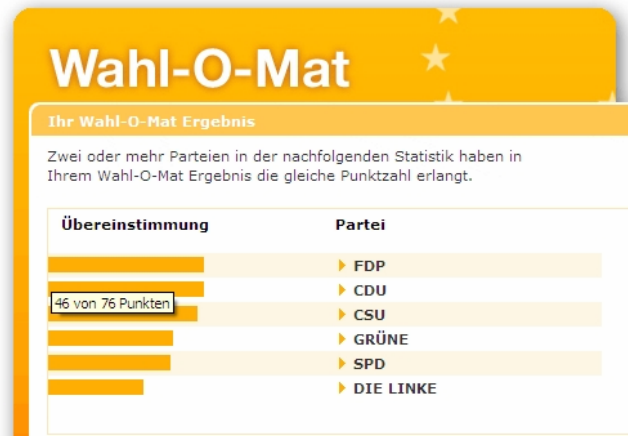 Wahl-O-Mat
Ihr Wahl-O-Mat Ergebnis
Zwei oder mehr Parteien in der nachfolgenden Statistik haben in
Ihrem Wahl-O-Mat Ergebnis die gleiche Punktzahl erlangt.
Übereinstimmung Partei
FDP
CDU
46 von 76 Punkten
CSU
GRÜNE
SPD
DIE LINKE